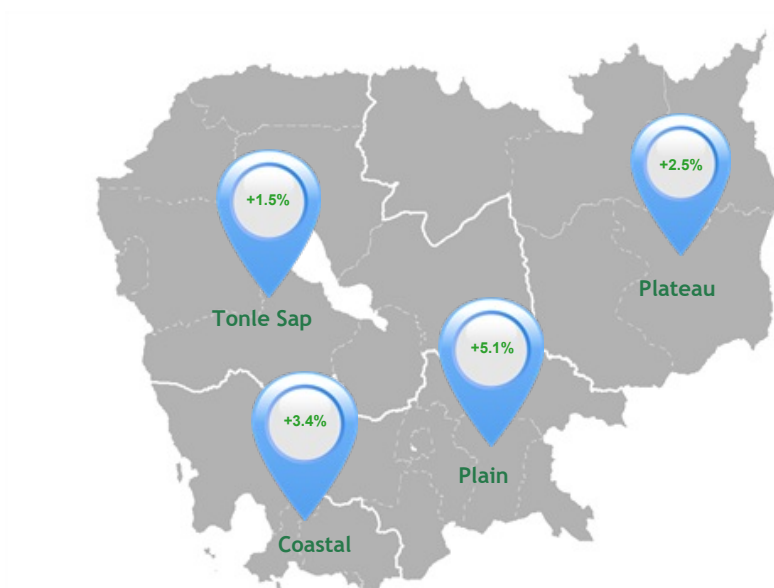 +2.5%
Plateau
+1.5%
Tonle Sap
+5.1%
Plain
+3.4%
Coastal